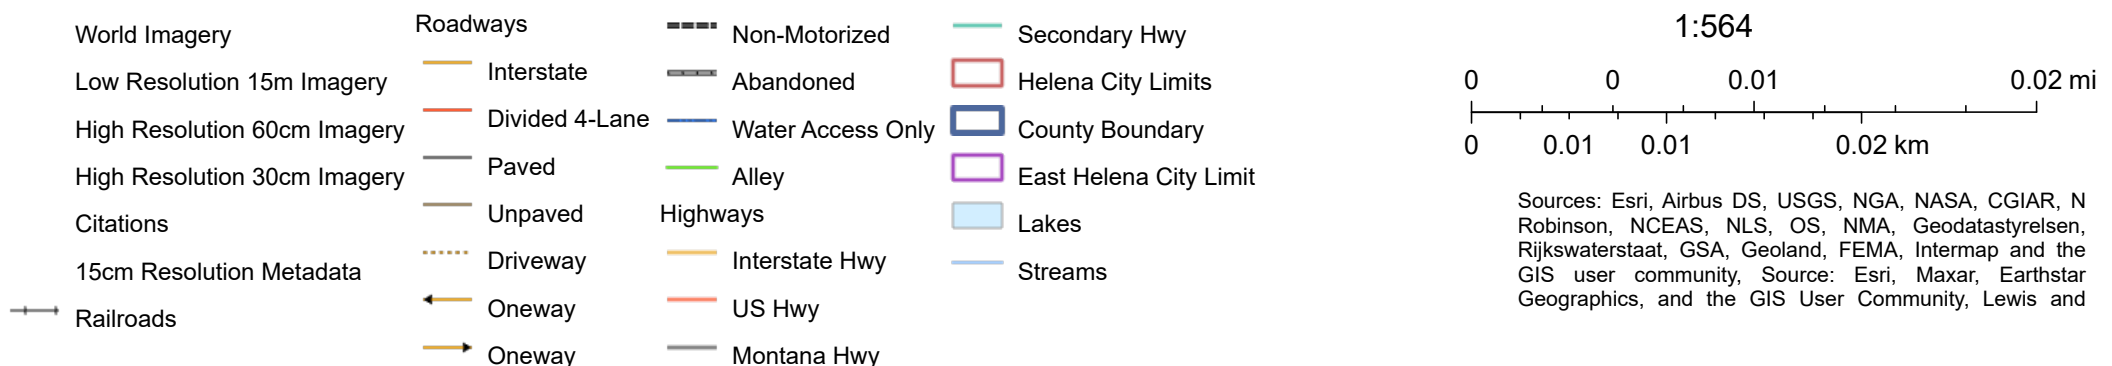 World Imagery
Low Resolution 15m Imagery
High Resolution 60cm Imagery
High Resolution 30cm Imagery
Citations
15cm Resolution Metadata
Railroads
Roadways
Interstate
Divided 4-Lane
Paved
Unpaved
Driveway
Oneway
Oneway
Non-Motorized
Abandoned
Water Access Only
Alley
Highways
Interstate Hwy
US Hwy
Montana Hwy
Secondary Hwy
Helena City Limits
County Boundary
East Helena City Limit
Lakes
Streams
1:564
0 0 0.01 0.02 mi
0 0.01 0.01 0.02 km
Sources: Esri, Airbus DS, USGS, NGA, NASA, CGIAR, N
Robinson, NCEAS, NLS, OS, NMA, Geodatastyrelsen,
Rijkswaterstaat, GSA, Geoland, FEMA, Intermap and the
GIS user community, Source: Esri, Maxar, Earthstar
Geographics, and the GIS User Community, Lewis and